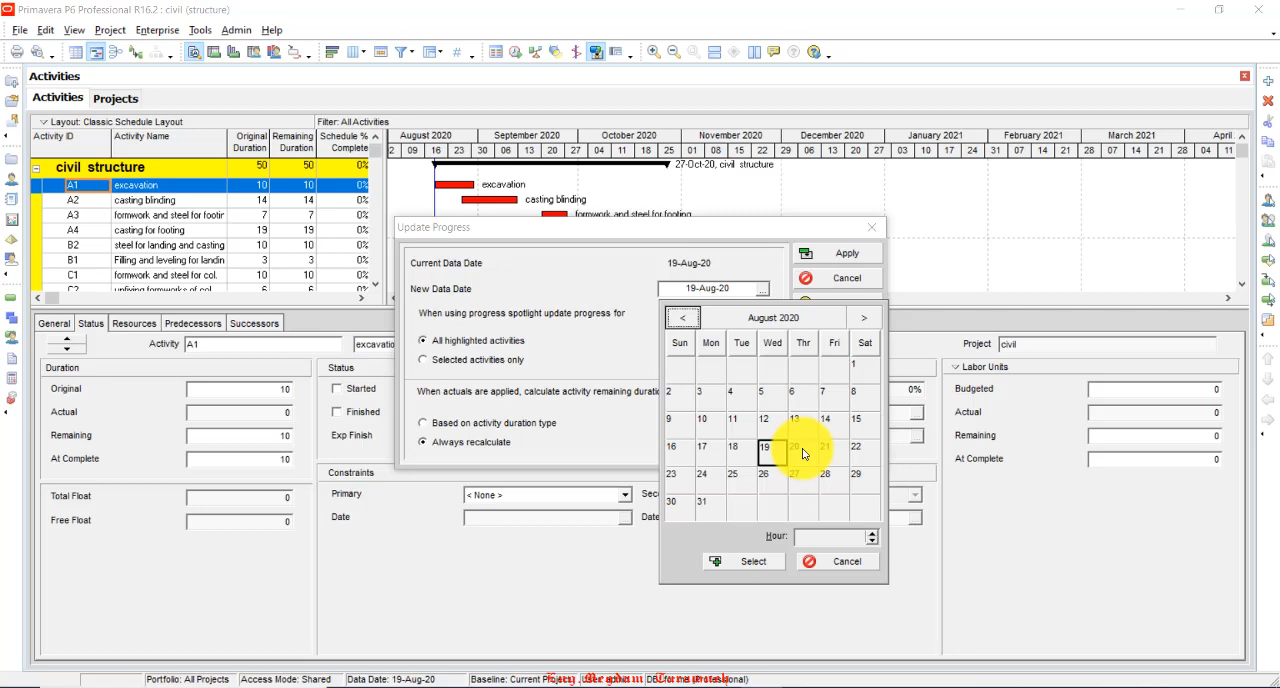 Primavera P6 Professional R16.2 : civil (structure)
File Edit View Project Enterprise Tools Admin Help
Activities
Activities Projects
Layout: Classic Schedule Layout Filter: All Activities
Activity ID Activity Name Original Duration Remaining Duration Schedule % Complete
August 2020 September 2020 October 2020 November 2020 December 2020 January 2021 February 2021 March 2021 April
2 09 16 23 30 06 13 20 27 04 11 18 25 01 08 15 22 29 06 13 20 27 03 10 17 24 31 07 14 21 28 07 14 21 28 04 11
civil structure 50 50 0% 27-Oct-20, civil structure
A1 excavation 10 10 0% excavation
A2 casting blinding 14 14 0% casting blinding
A3 formwork and steel for footin 7 7 0% formwork and steel for footing
A4 casting for footing 19 19 0%
B2 steel for landing and casting 10 10 0%
B1 Filling and leveling for landin 3 3 0%
C1 formwork and steel for col. 10 10 0%
C2 unfixing formworks of col 6 6 0%
Update Progress
Current Data Date 19-Aug-20
New Data Date 19-Aug-20 ...
When using progress spotlight update progress for
All highlighted activities
Selected activities only
When actuals are applied, calculate activity remaining duratio
Based on activity duration type
Always recalculate
Apply
Cancel
< August 2020 >
Sun Mon Tue Wed Thr Fri Sat
1
2 3 4 5 6 7 8
9 10 11 12 13 14 15
16 17 18 19 20 21 22
23 24 25 26 27 28 29
30 31
Hour:
Select Cancel
General Status Resources Predecessors Successors
Activity A1 excavatio Project civil
Duration
Original 10
Actual 0
Remaining 10
At Complete 10
Total Float 0
Free Float 0
Status
Started
Finished
Exp Finish
0%
Constraints
Primary < None > Sec
Date Date
Labor Units
Budgeted 0
Actual 0
Remaining 0
At Complete 0
Portfolio: All Projects Access Mode: Shared Data Date: 19-Aug-20 Baseline: Current Project